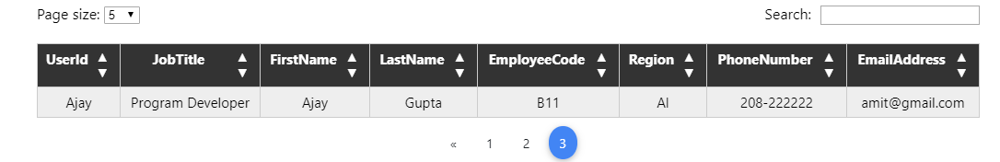 Page size: 5 Search:
UserId JobTitle FirstName LastName EmployeeCode Region PhoneNumber EmailAddress
Ajay Program Developer Ajay Gupta B11 AI 208-222222 amit@gmail.com
« 1 2 3